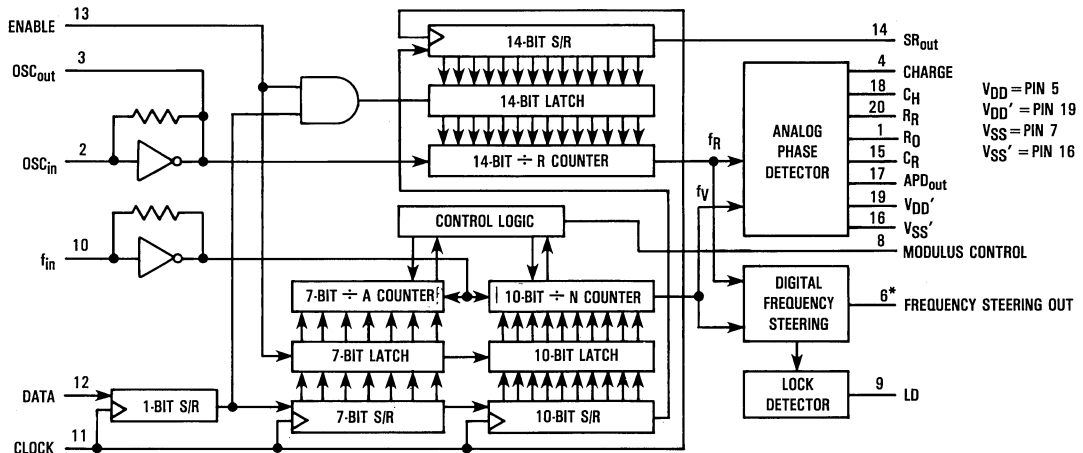 ENABLE 13
OSCout 3
OSCin 2
fin 10
DATA 12
CLOCK 11
14-BIT S/R
14-BIT LATCH
14-BIT ÷ R COUNTER
CONTROL LOGIC
7-BIT ÷ A COUNTER
10-BIT ÷ N COUNTER
7-BIT LATCH
10-BIT LATCH
1-BIT S/R
7-BIT S/R
10-BIT S/R
fR
fV
ANALOG
PHASE
DETECTOR
DIGITAL
FREQUENCY
STEERING
LOCK
DETECTOR
14 SRout
4 CHARGE
18 CH
20 RR
1 RO
15 CR
17 APDout
19 VDD'
16 VSS'
8 MODULUS CONTROL
6* FREQUENCY STEERING OUT
9 LD
VDD = PIN 5
VDD' = PIN 19
VSS = PIN 7
VSS' = PIN 16